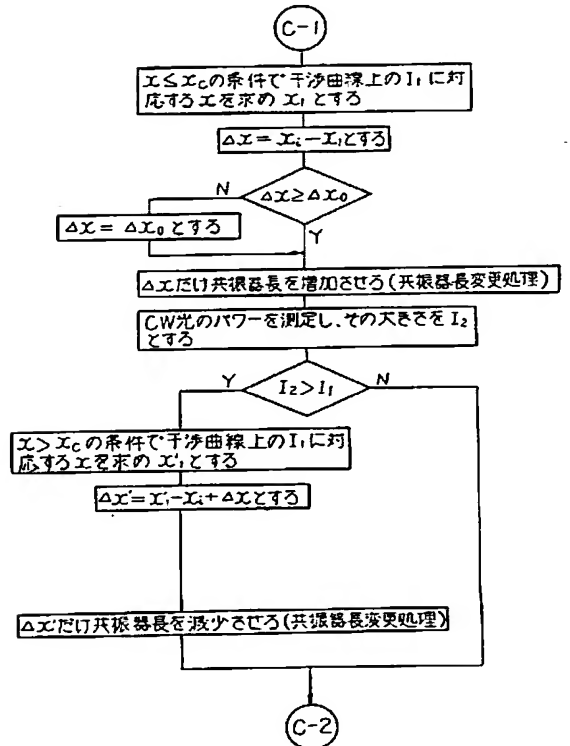 C-1
x≤xcの条件で干渉曲線上のI1に対
応するxを求め x1とする
Δx=xi-x1とする
N
Δx≥Δx0
Δx=Δx0とする
Y
Δxだけ共振器長を増加させる(共振器長変更処理)
CW光のパワーを測定し、その大きさをI2
とする
Y
I2>I1
N
x>xcの条件で干渉曲線上のI1に対
応するxを求め x'1とする
Δx'=x'1-xi+Δxとする
Δx'だけ共振器長を減少させる(共振器長変更処理)
C-2